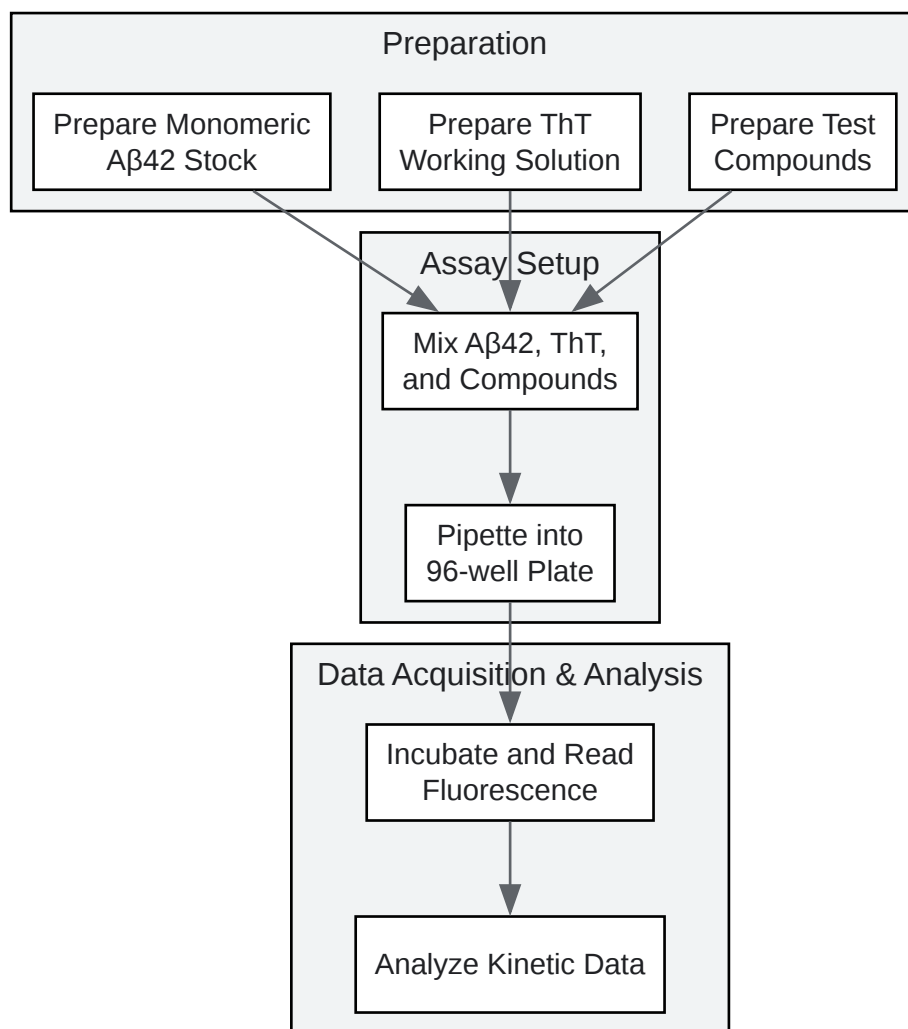 Preparation
Prepare Monomeric
Aβ42 Stock
Prepare ThT
Working Solution
Prepare Test
Compounds
Assay Setup
Mix Aβ42, ThT,
and Compounds
Pipette into
96-well Plate
Data Acquisition & Analysis
Incubate and Read
Fluorescence
Analyze Kinetic Data